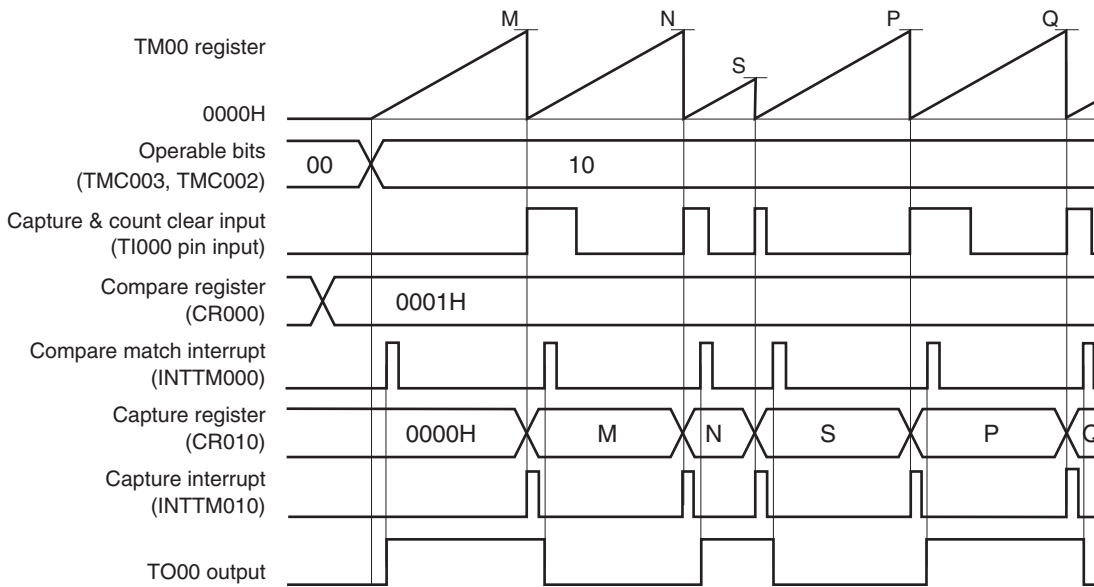 M N S P Q
TM00 register
0000H
Operable bits
(TMC003, TMC002)
00 10
Capture & count clear input
(TI000 pin input)
Compare register
(CR000)
0001H
Compare match interrupt
(INTTM000)
Capture register
(CR010)
0000H M N S P Q
Capture interrupt
(INTTM010)
TO00 output